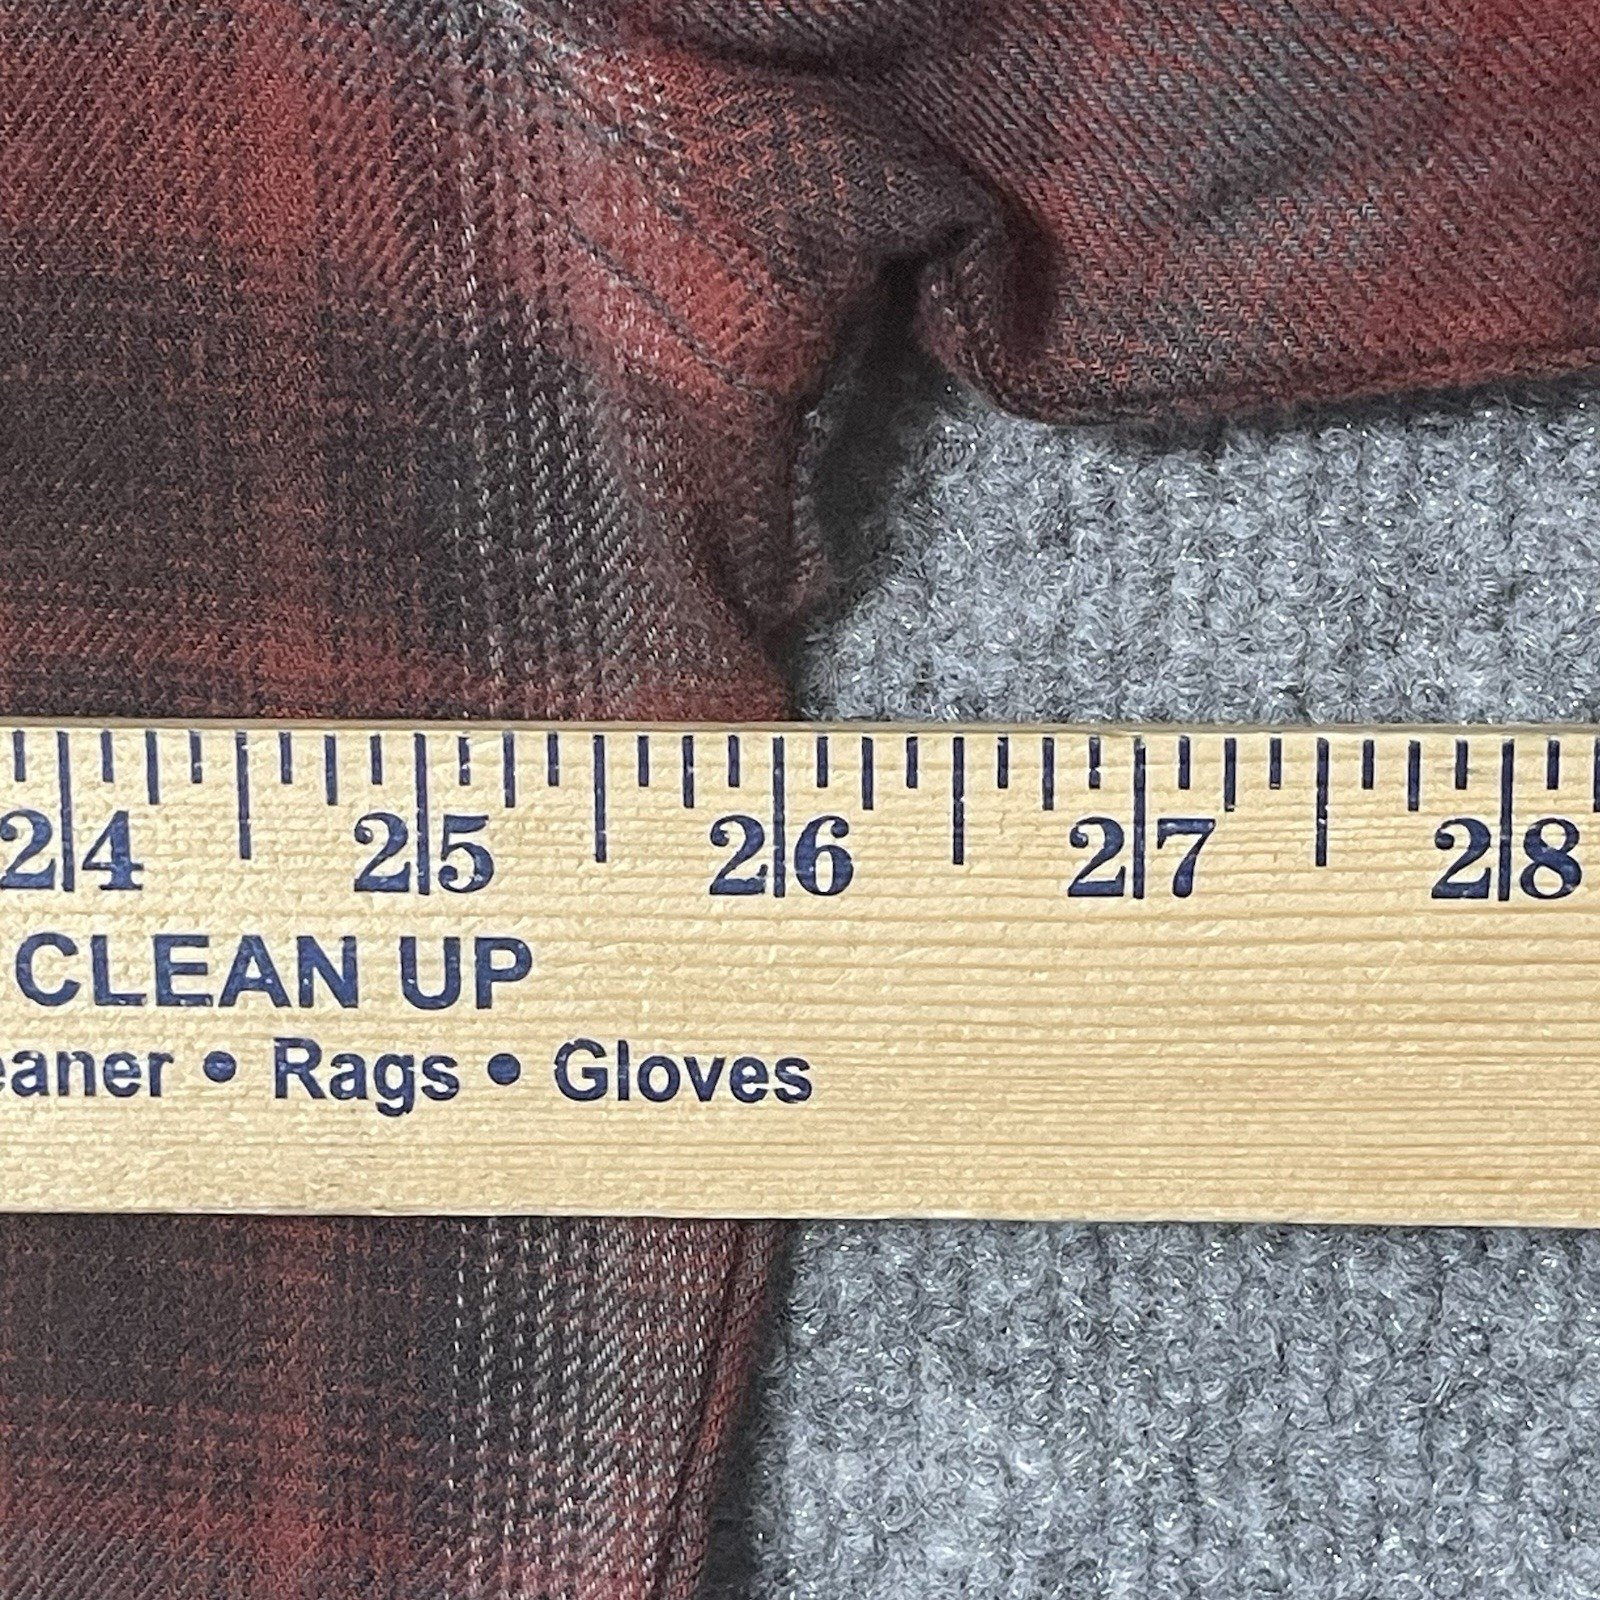 24 25 26 27 28
CLEAN UP
eaner • Rags • Gloves